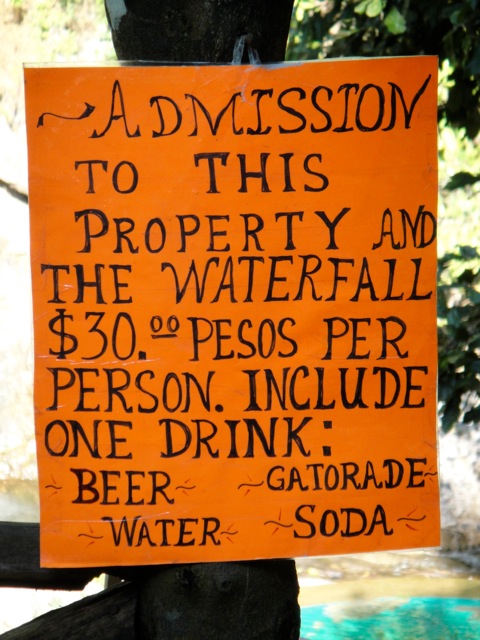 ADMISSION
TO THIS
PROPERTY AND
THE WATERFALL
$30.00 PESOS PER
PERSON. INCLUDE
ONE DRINK:
BEER GATORADE
WATER SODA